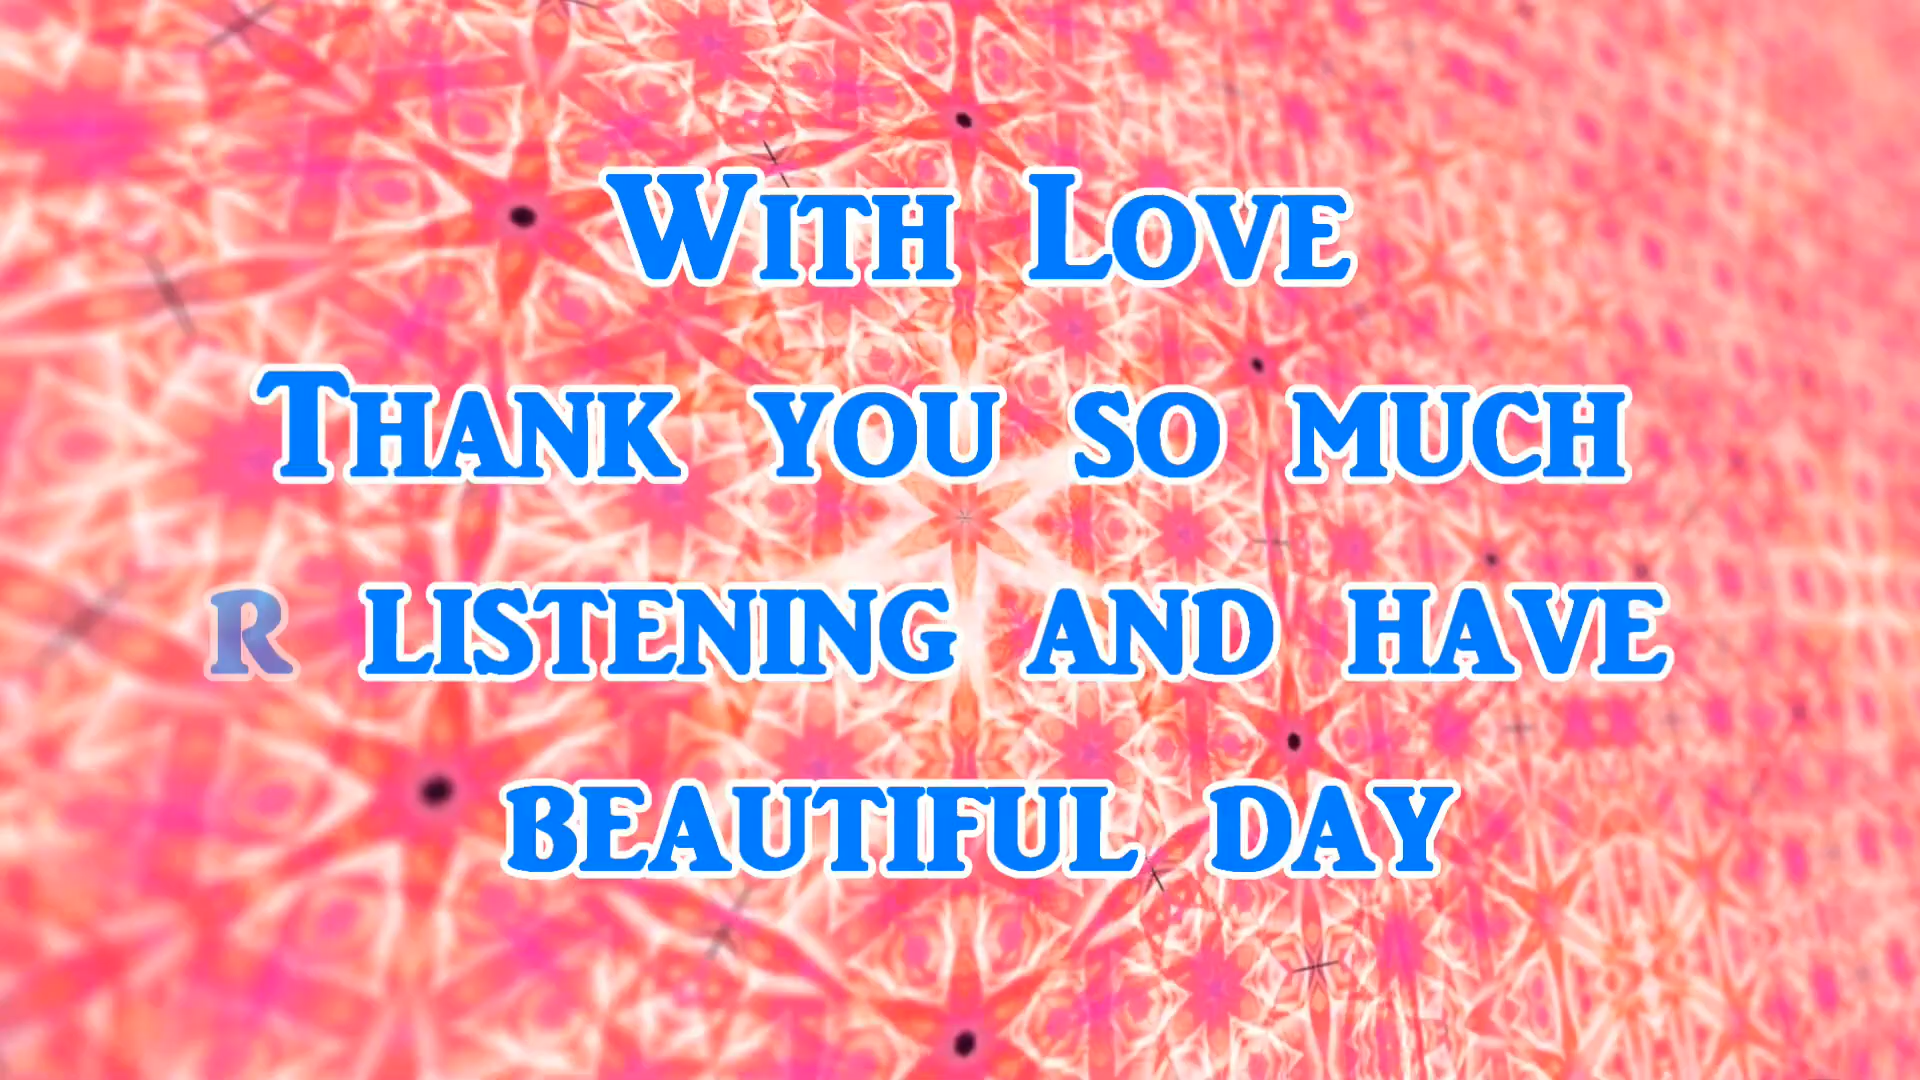 With Love
Thank you so much
r listening and have
beautiful day